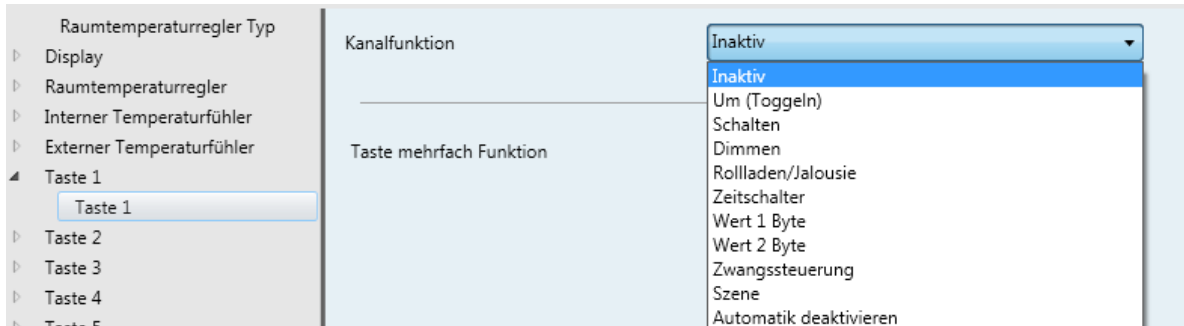 Raumtemperaturregler Typ
Display
Raumtemperaturregler
Interner Temperaturfühler
Externer Temperaturfühler
Taste 1
Taste 1
Taste 2
Taste 3
Taste 4
Taste 5
Kanalfunktion
Inaktiv
Inaktiv
Um (Toggeln)
Schalten
Dimmen
Rollladen/Jalousie
Zeitschalter
Wert 1 Byte
Wert 2 Byte
Zwangssteuerung
Szene
Automatik deaktivieren
Taste mehrfach Funktion